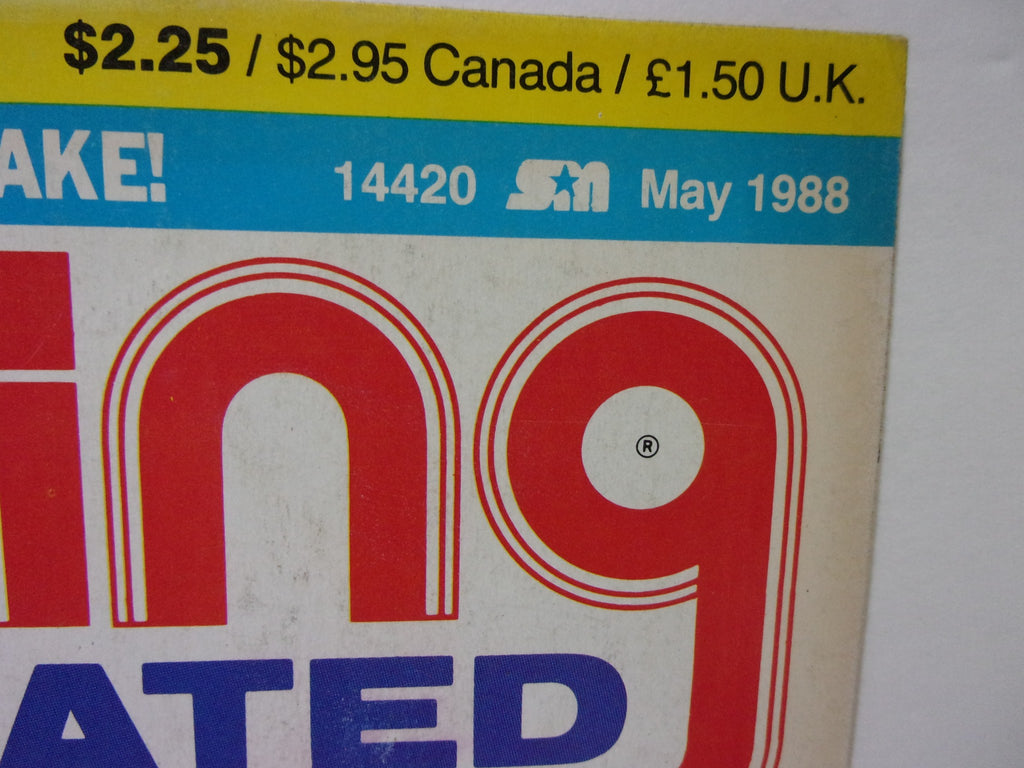 $2.25 / $2.95 Canada / £1.50 U.K.
AKE! 14420 SM May 1988
ing ®
ATED